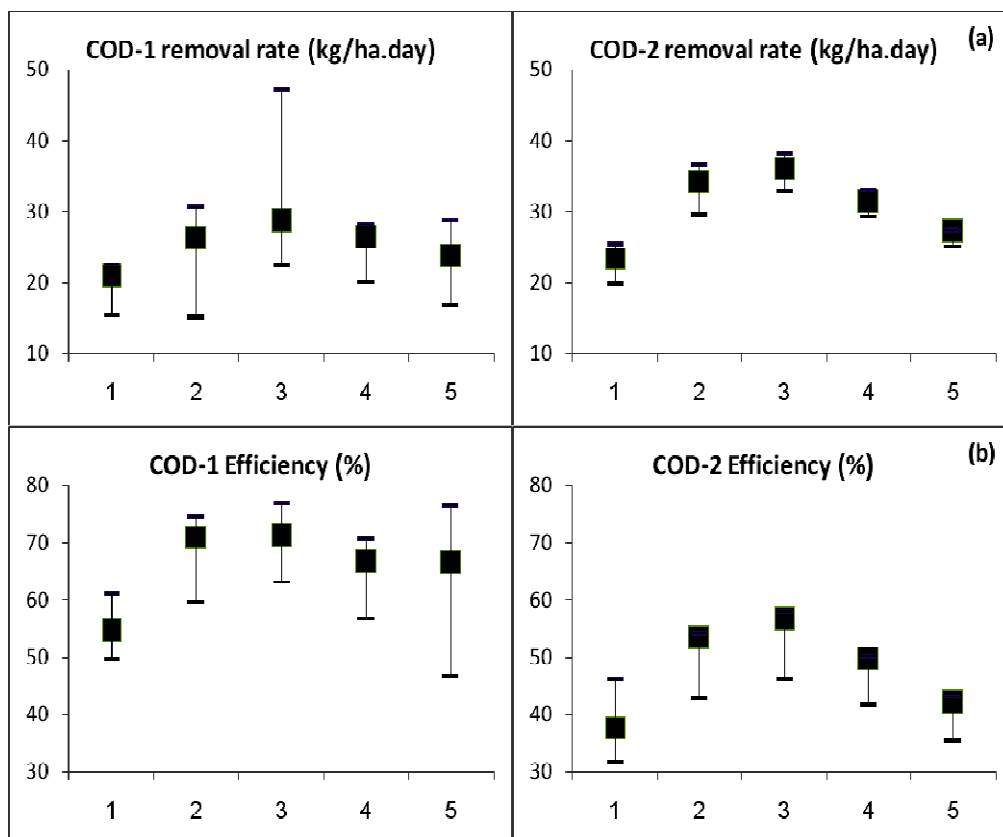 COD-1 removal rate (kg/ha.day)
50
40
30
20
10
1 2 3 4 5
COD-2 removal rate (kg/ha.day)
(a)
50
40
30
20
10
1 2 3 4 5
COD-1 Efficiency (%)
80
70
60
50
40
30
1 2 3 4 5
COD-2 Efficiency (%)
(b)
80
70
60
50
40
30
1 2 3 4 5